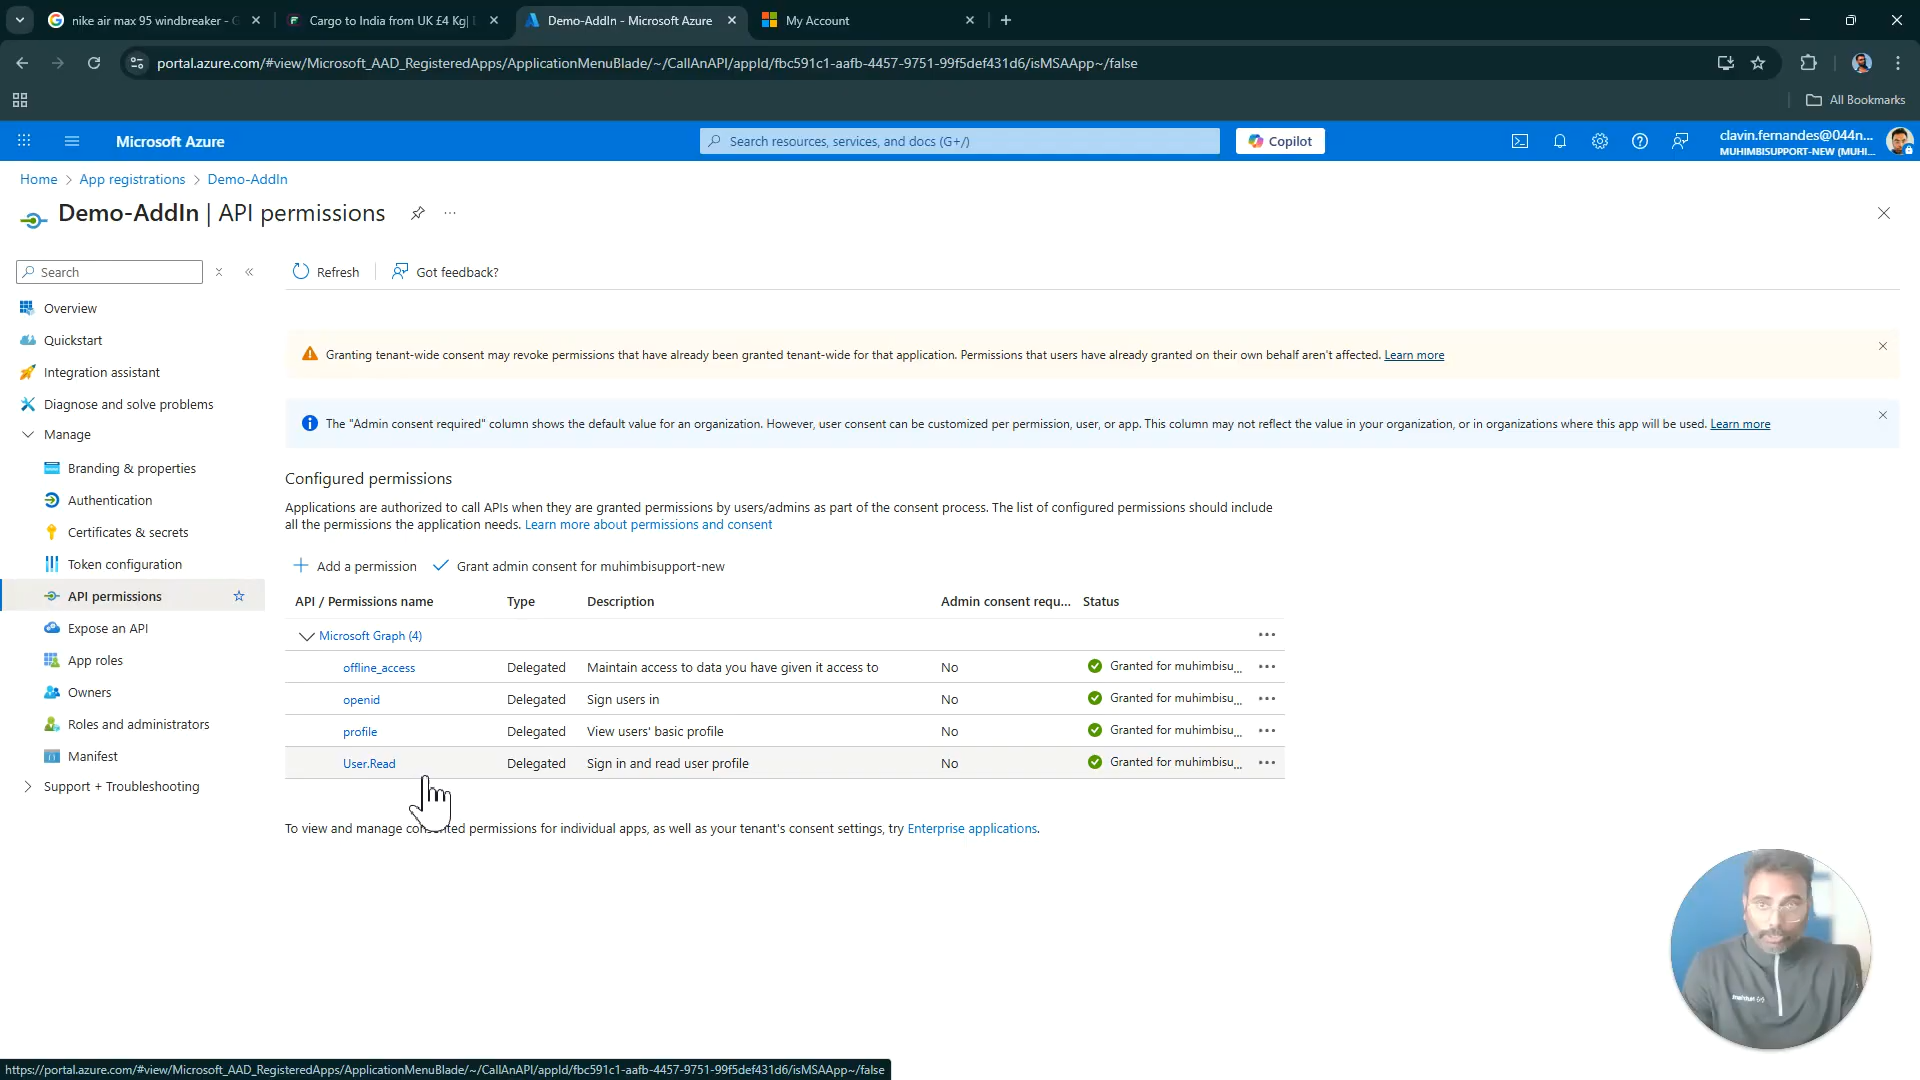 nike air max 95 windbreaker - G
Cargo to India from UK £4 Kg|
Demo-AddIn - Microsoft Azure
My Account
portal.azure.com/#view/Microsoft_AAD_RegisteredApps/ApplicationMenuBlade/~/CallAnAPI/appId/fbc591c1-aafb-4457-9751-99f5def431d6/isMSAApp~/false
All Bookmarks
Microsoft Azure
Search resources, services, and docs (G+/)
Copilot
clavin.fernandes@044n...
MUHIMBISUPPORT-NEW (MUHI...
Home > App registrations > Demo-AddIn
Demo-AddIn | API permissions
Search
Refresh
Got feedback?
Overview
Quickstart
Integration assistant
Diagnose and solve problems
Manage
Branding & properties
Authentication
Certificates & secrets
Token configuration
API permissions
Expose an API
App roles
Owners
Roles and administrators
Manifest
Support + Troubleshooting
Granting tenant-wide consent may revoke permissions that have already been granted tenant-wide for that application. Permissions that users have already granted on their own behalf aren't affected. Learn more
The "Admin consent required" column shows the default value for an organization. However, user consent can be customized per permission, user, or app. This column may not reflect the value in your organization, or in organizations where this app will be used. Learn more
Configured permissions
Applications are authorized to call APIs when they are granted permissions by users/admins as part of the consent process. The list of configured permissions should include
all the permissions the application needs. Learn more about permissions and consent
Add a permission
Grant admin consent for muhimbisupport-new
API / Permissions name Type Description Admin consent requ... Status
Microsoft Graph (4)
offline_access Delegated Maintain access to data you have given it access to No Granted for muhimbisu...
openid Delegated Sign users in No Granted for muhimbisu...
profile Delegated View users' basic profile No Granted for muhimbisu...
User.Read Delegated Sign in and read user profile No Granted for muhimbisu...
To view and manage consented permissions for individual apps, as well as your tenant's consent settings, try Enterprise applications.
https://portal.azure.com/#view/Microsoft_AAD_RegisteredApps/ApplicationMenuBlade/~/CallAnAPI/appId/fbc591c1-aafb-4457-9751-99f5def431d6/isMSAApp~/false